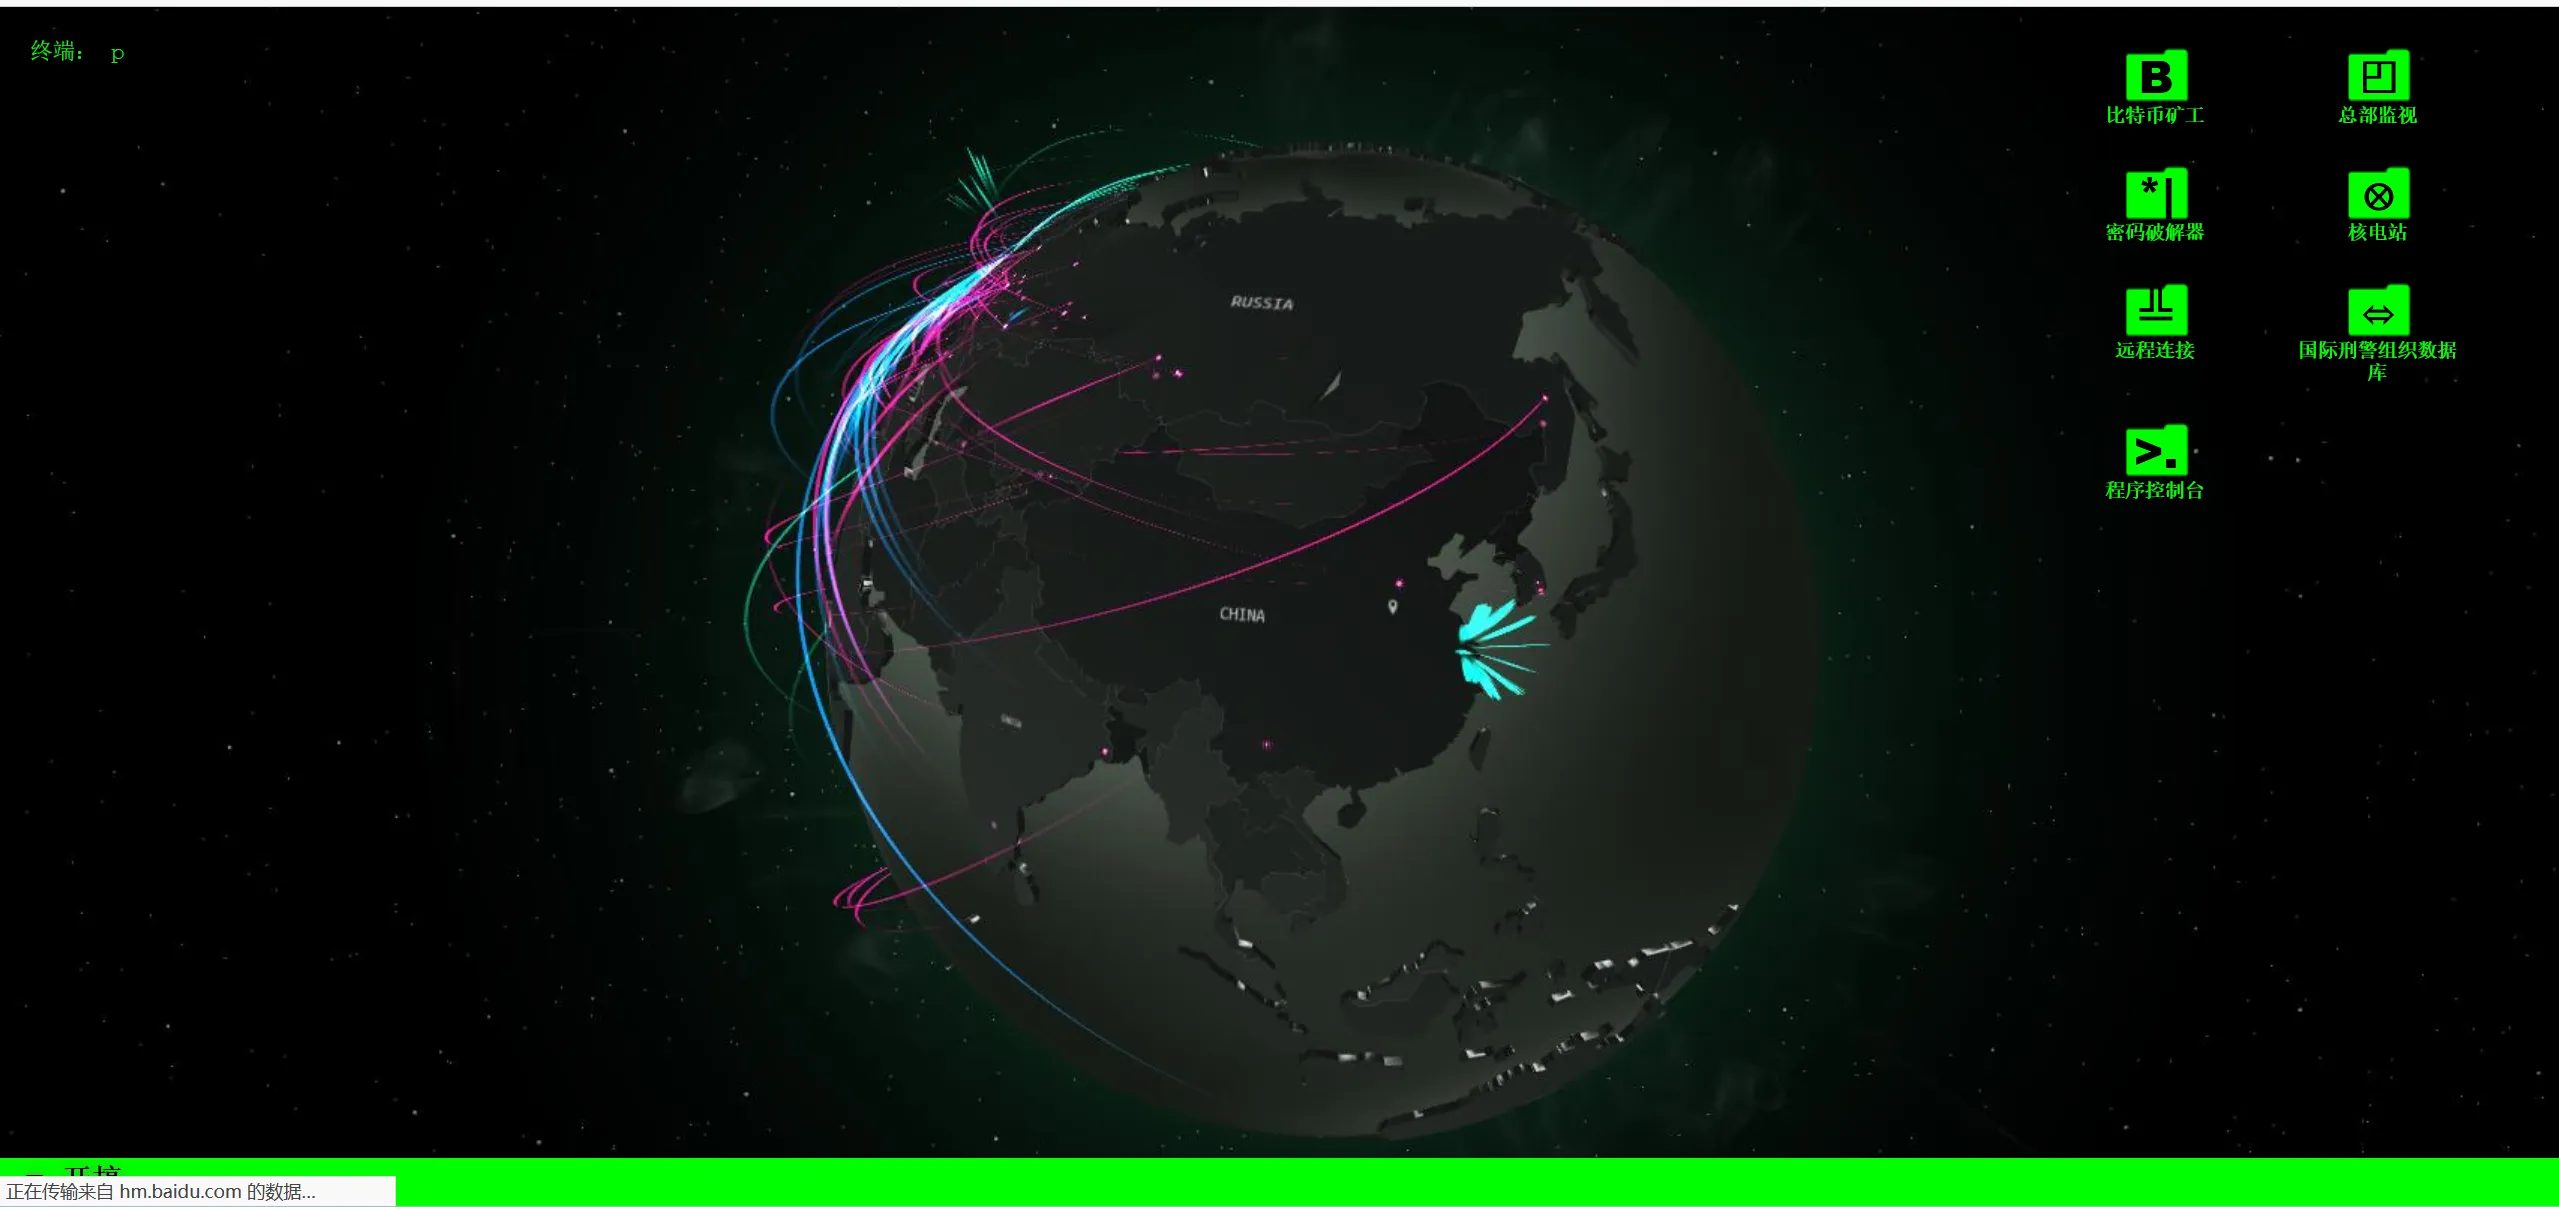 终端： p
B
比特币矿工
总部监视
*|
密码破解器
核电站
远程连接
国际刑警组织数据
库
>.
程序控制台
RUSSIA
CHINA
正在传输来自 hm.baidu.com 的数据...